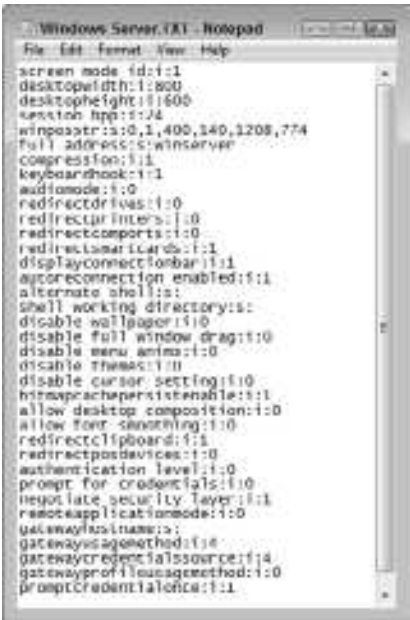 Windows Server.TXT - Notepad
File Edit Format View Help
screen mode id:i:1
desktopwidth:i:800
desktopheight:i:600
session bpp:i:24
winposstr:s:0,1,400,140,1208,774
full address:s:winserver
compression:i:1
keyboardhook:i:1
audiomode:i:0
redirectdrives:i:0
redirectprinters:i:0
redirectcomports:i:0
redirectsmartcards:i:1
displayconnectionbar:i:1
autoreconnection enabled:i:1
alternate shell:s:
shell working directory:s:
disable wallpaper:i:0
disable full window drag:i:0
disable menu anims:i:0
disable themes:i:0
disable cursor setting:i:0
bitmapcachepersistenable:i:1
allow desktop composition:i:0
allow font smoothing:i:0
redirectclipboard:i:1
redirectposdevices:i:0
authentication level:i:0
prompt for credentials:i:0
negotiate security layer:i:1
remoteapplicationmode:i:0
gatewayhostname:s:
gatewayusagemethod:i:4
gatewaycredentialssource:i:4
gatewayprofileusagemethod:i:0
promptcredentialonce:i:1